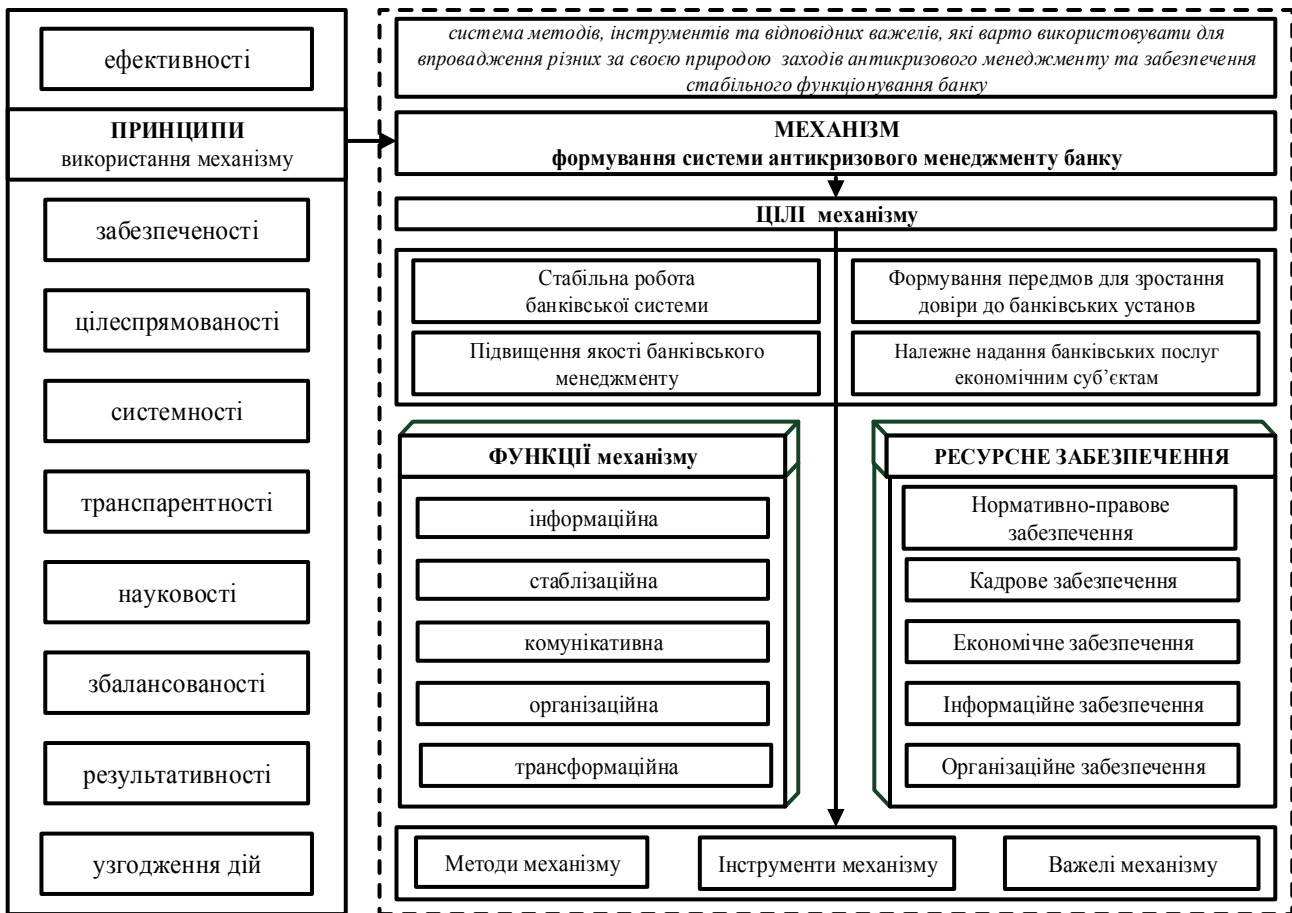 ефективності
ПРИНЦИПИ
використання механізму
забезпеченості
цілеспрямованості
системності
транспарентності
науковості
збалансованості
результативності
узгодження дій
система методів, інструментів та відповідних важелів, які варто використовувати для
впровадження різних за своєю природою заходів антикризового менеджменту та забезпечення
стабільного функціонування банку
МЕХАНІЗМ
формування системи антикризового менеджменту банку
ЦІЛІ механізму
Стабільна робота
банківської системи
Формування передмов для зростання
довіри до банківських установ
Підвищення якості банківського
менеджменту
Належне надання банківських послуг
економічним суб’єктам
ФУНКЦІЇ механізму
інформаційна
стаблізаційна
комунікативна
організаційна
трансформаційна
РЕСУРСНЕ ЗАБЕЗПЕЧЕННЯ
Нормативно-правове
забезпечення
Кадрове забезпечення
Економічне забезпечення
Інформаційне забезпечення
Організаційне забезпечення
Методи механізму
Інструменти механізму
Важелі механізму